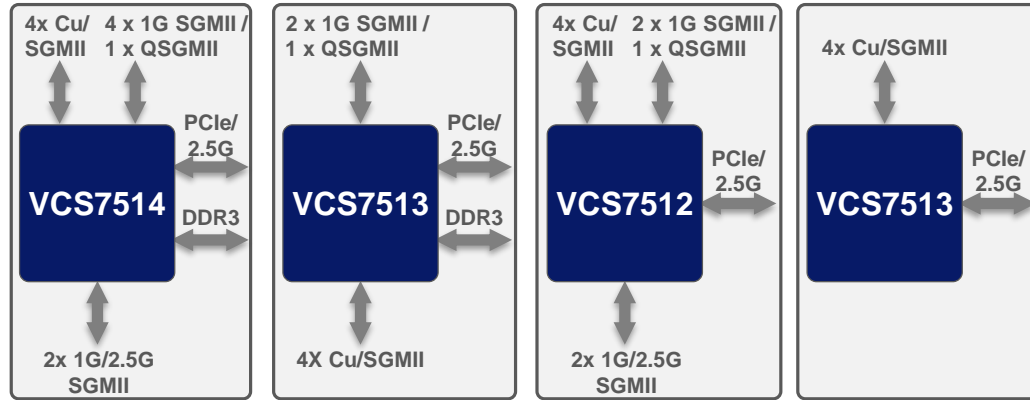 4x Cu/
SGMII
4 x 1G SGMII /
1 x QSGMII
PCIe/
2.5G
VCS7514
DDR3
2x 1G/2.5G
SGMII
2 x 1G SGMII /
1 x QSGMII
PCIe/
2.5G
VCS7513
DDR3
4X Cu/SGMII
4x Cu/
SGMII
2 x 1G SGMII /
1 x QSGMII
PCIe/
2.5G
VCS7512
2x 1G/2.5G
SGMII
4x Cu/SGMII
PCIe/
2.5G
VCS7513